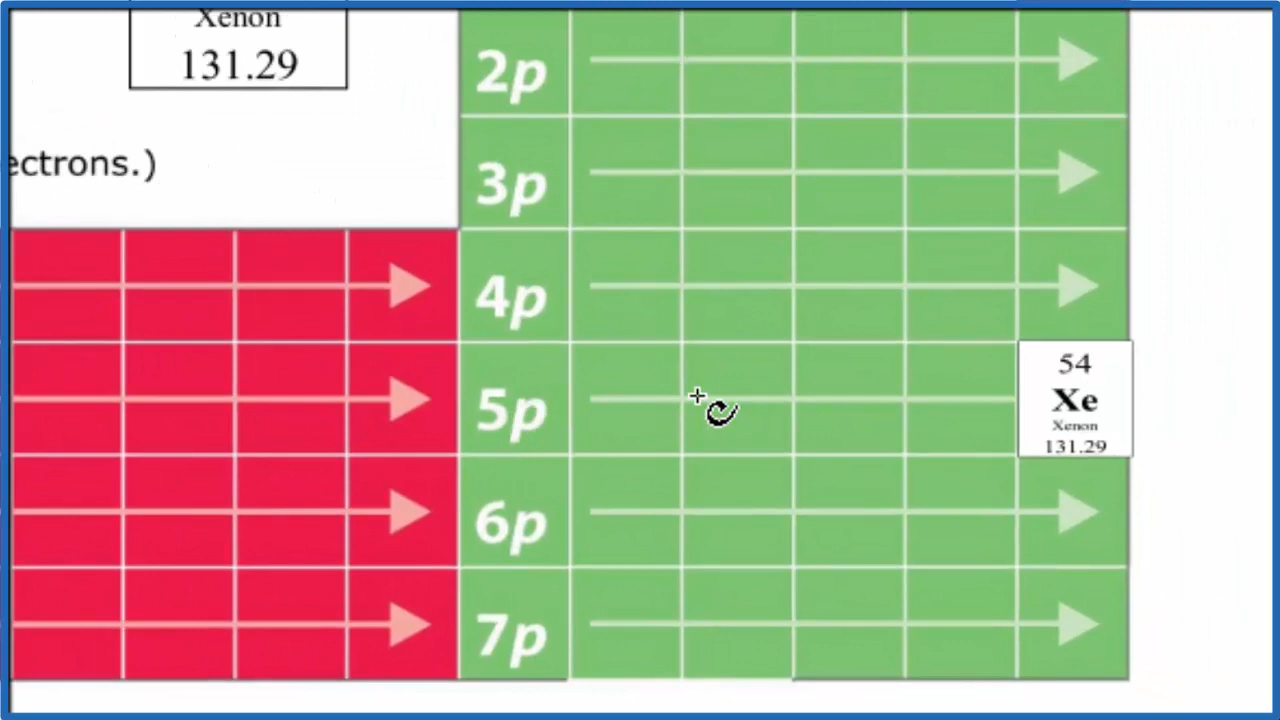 Xenon
131.29
ectrons.)
2p
3p
4p
5p
6p
7p
54
Xe
Xenon
131.29